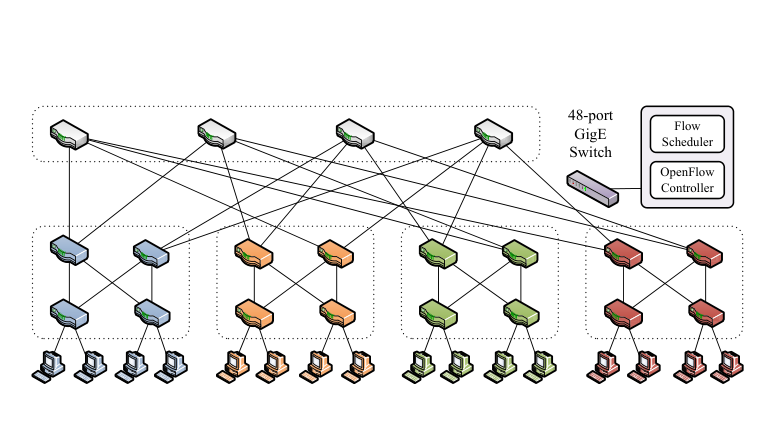 48-port
GigE
Switch
Flow
Scheduler
OpenFlow
Controller